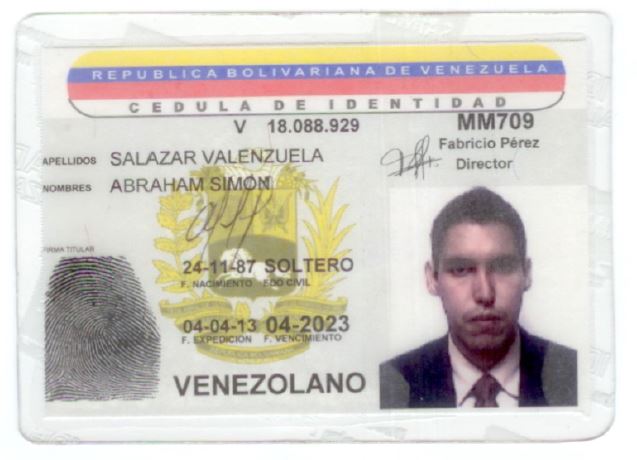 REPUBLICA BOLIVARIANA DE VENEZUELA
CEDULA DE IDENTIDAD
V 18.088.929
MM709
Fabricio Pérez
Director
APELLIDOS SALAZAR VALENZUELA
NOMBRES ABRAHAM SIMON
FIRMA TITULAR
24-11-87 SOLTERO
F. NACIMIENTO EDO CIVIL
04-04-13 04-2023
F. EXPEDICION F. VENCIMIENTO
VENEZOLANO